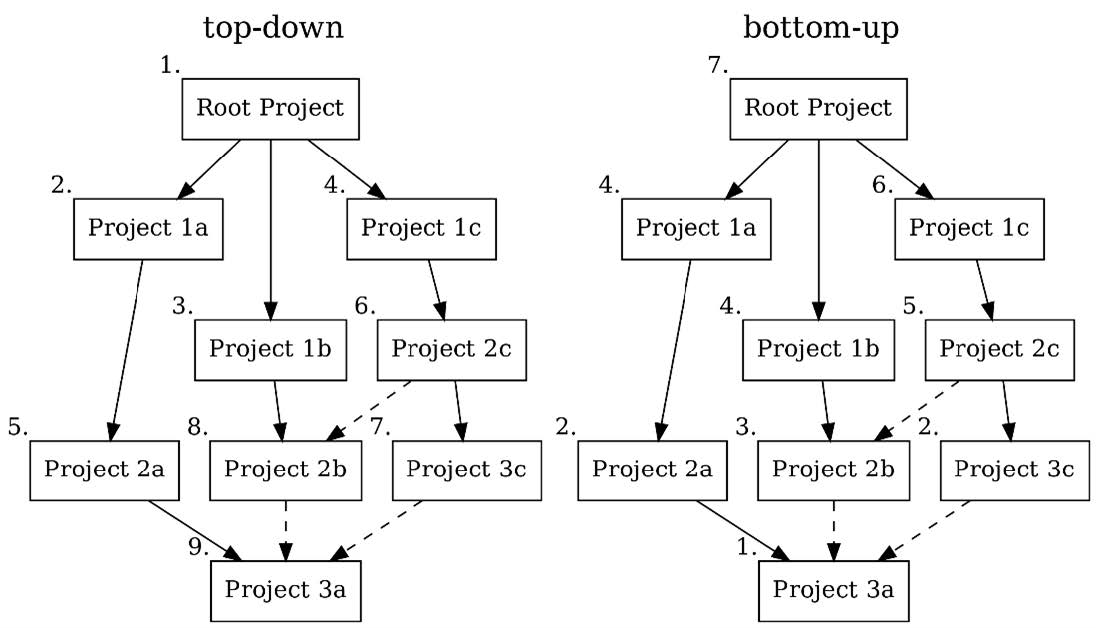 top-down
1.
Root Project
2.
Project 1a
4.
Project 1c
3.
Project 1b
6.
Project 2c
5.
Project 2a
8.
Project 2b
7.
Project 3c
9.
Project 3a
bottom-up
7.
Root Project
4.
Project 1a
6.
Project 1c
4.
Project 1b
5.
Project 2c
2.
Project 2a
3.
Project 2b
2.
Project 3c
1.
Project 3a